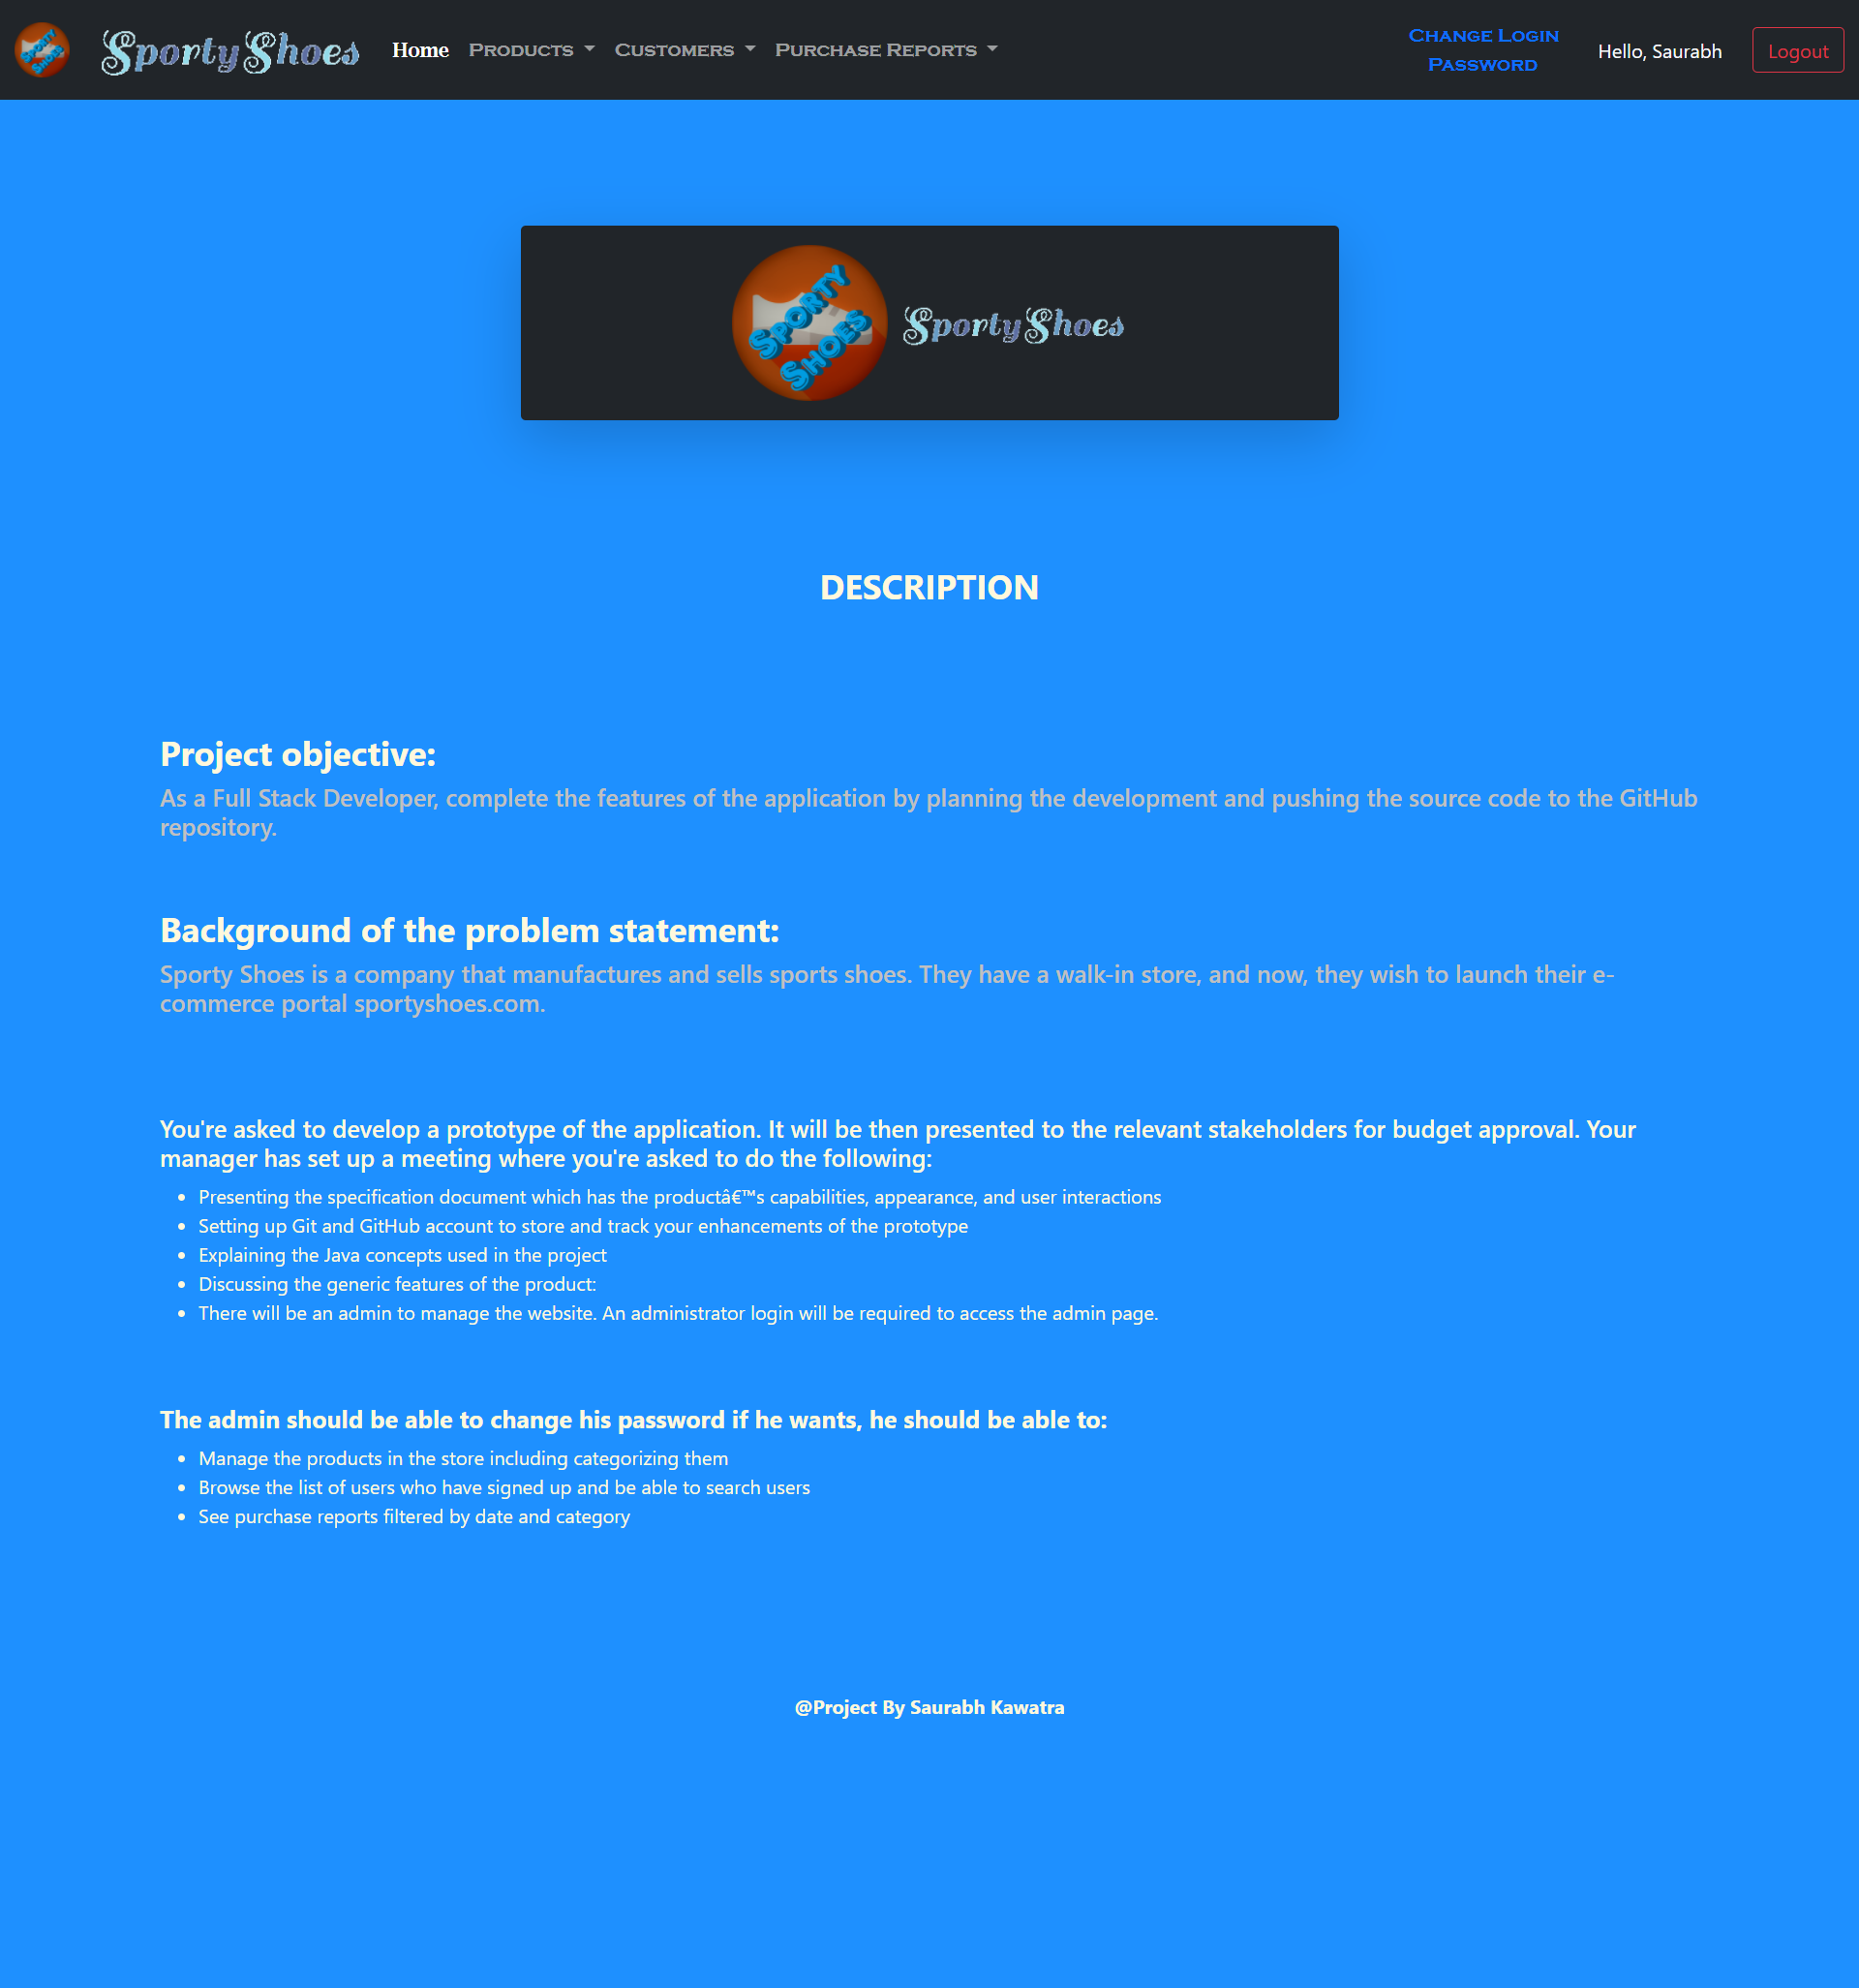 SPORTY SHOES
SportyShoes
Home
Products
Customers
Purchase Reports
Change Login
Password
Hello, Saurabh
Logout
SPORTY SHOES
SportyShoes
DESCRIPTION
Project objective:
As a Full Stack Developer, complete the features of the application by planning the development and pushing the source code to the GitHub
repository.
Background of the problem statement:
Sporty Shoes is a company that manufactures and sells sports shoes. They have a walk-in store, and now, they wish to launch their e-
commerce portal sportyshoes.com.
You're asked to develop a prototype of the application. It will be then presented to the relevant stakeholders for budget approval. Your
manager has set up a meeting where you're asked to do the following:
• Presenting the specification document which has the productâ€™s capabilities, appearance, and user interactions
• Setting up Git and GitHub account to store and track your enhancements of the prototype
• Explaining the Java concepts used in the project
• Discussing the generic features of the product:
• There will be an admin to manage the website. An administrator login will be required to access the admin page.
The admin should be able to change his password if he wants, he should be able to:
• Manage the products in the store including categorizing them
• Browse the list of users who have signed up and be able to search users
• See purchase reports filtered by date and category
@Project By Saurabh Kawatra